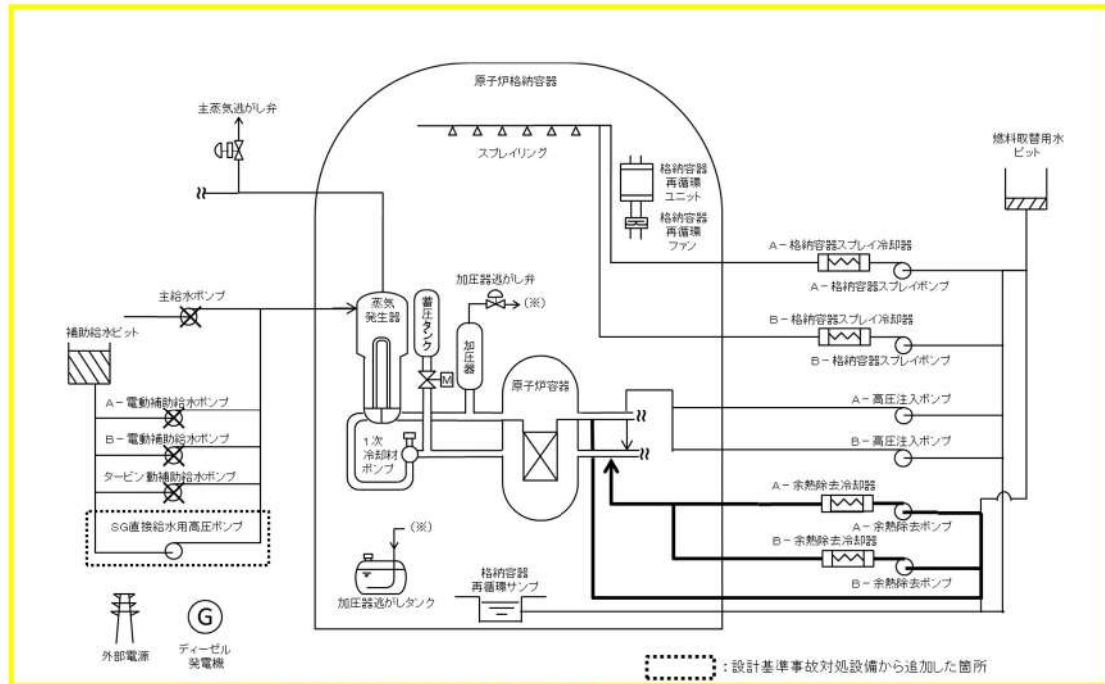 原子炉格納容器
主蒸気逃がし弁
スプレイリング
燃料取替用水
ピット
格納容器
再循環
ユニット
格納容器
再循環
ファン
A-格納容器スプレイ冷却器
A-格納容器スプレイポンプ
加圧器逃がし弁
(※)
主給水ポンプ
蒸気
発生器
蓄圧タンク
加圧器
補助給水ピット
B-格納容器スプレイ冷却器
B-格納容器スプレイポンプ
M
原子炉容器
A-電動補助給水ポンプ
A-高圧注入ポンプ
B-電動補助給水ポンプ
1次
冷却材
ポンプ
B-高圧注入ポンプ
タービン動補助給水ポンプ
A-余熱除去冷却器
A-余熱除去ポンプ
SG直接給水用高圧ポンプ
(※)
B-余熱除去冷却器
B-余熱除去ポンプ
格納容器
再循環サンプ
加圧器逃がしタンク
G
外部電源
ディーゼル
発電機
:設計基準事故対処設備から追加した箇所